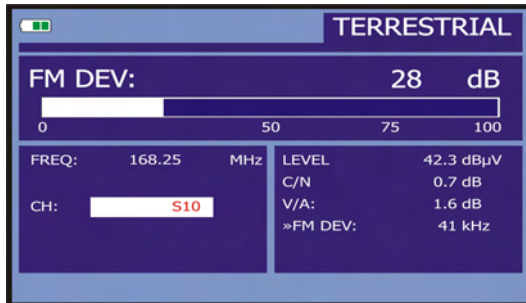 TERRESTRIAL
FM DEV: 28 dB
0 50 75 100
FREQ: 168.25 MHz
CH: S10
LEVEL 42.3 dBµV
C/N 0.7 dB
V/A: 1.6 dB
»FM DEV: 41 kHz